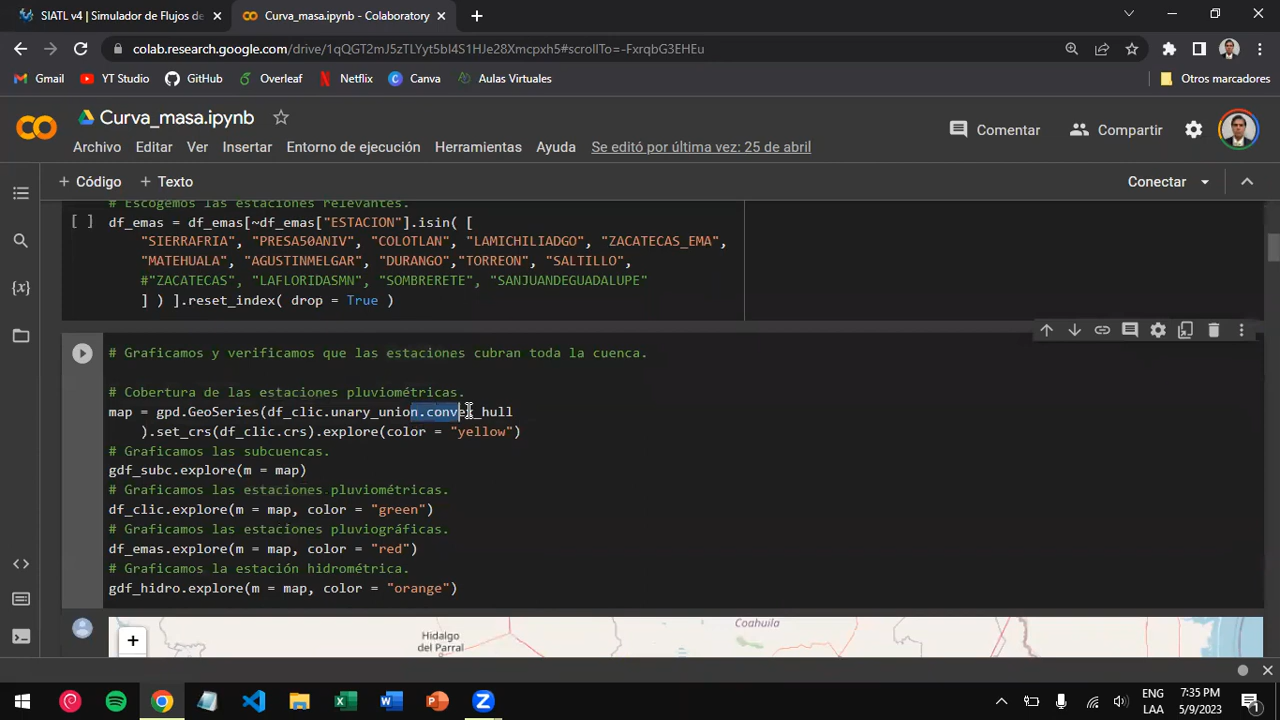 SIATL v4 | Simulador de Flujos de
Curva_masa.ipynb - Colaboratory
colab.research.google.com/drive/1qQGT2mJ5zTLYyt5bl4S1HJe28Xmcpxh5#scrollTo=-FxrqbG3EHEu
Gmail
YT Studio
GitHub
Overleaf
Netflix
Canva
Aulas Virtuales
Otros marcadores
Curva_masa.ipynb
Comentar
Compartir
Archivo
Editar
Ver
Insertar
Entorno de ejecución
Herramientas
Ayuda
Se editó por última vez: 25 de abril
+ Código
+ Texto
Conectar
# Escogemos las estaciones relevantes.
[ ]
df_emas = df_emas[~df_emas["ESTACION"].isin( [
"SIERRAFRIA", "PRESA50ANIV", "COLOTLAN", "LAMICHILIADGO", "ZACATECAS_EMA",
"MATEHUALA", "AGUSTINMELGAR", "DURANGO","TORREON", "SALTILLO",
#"ZACATECAS", "LAFLORIDASMN", "SOMBRERETE", "SANJUANDEGUADALUPE"
] ) ].reset_index( drop = True )
# Graficamos y verificamos que las estaciones cubran toda la cuenca.
# Cobertura de las estaciones pluviométricas.
map = gpd.GeoSeries(df_clic.unary_union.convex_hull
).set_crs(df_clic.crs).explore(color = "yellow")
# Graficamos las subcuencas.
gdf_subc.explore(m = map)
# Graficamos las estaciones pluviométricas.
df_clic.explore(m = map, color = "green")
# Graficamos las estaciones pluviográficas.
df_emas.explore(m = map, color = "red")
# Graficamos la estación hidrométrica.
gdf_hidro.explore(m = map, color = "orange")
+
Hidalgo
del Parral
Coahuila
ENG
LAA
7:35 PM
5/9/2023